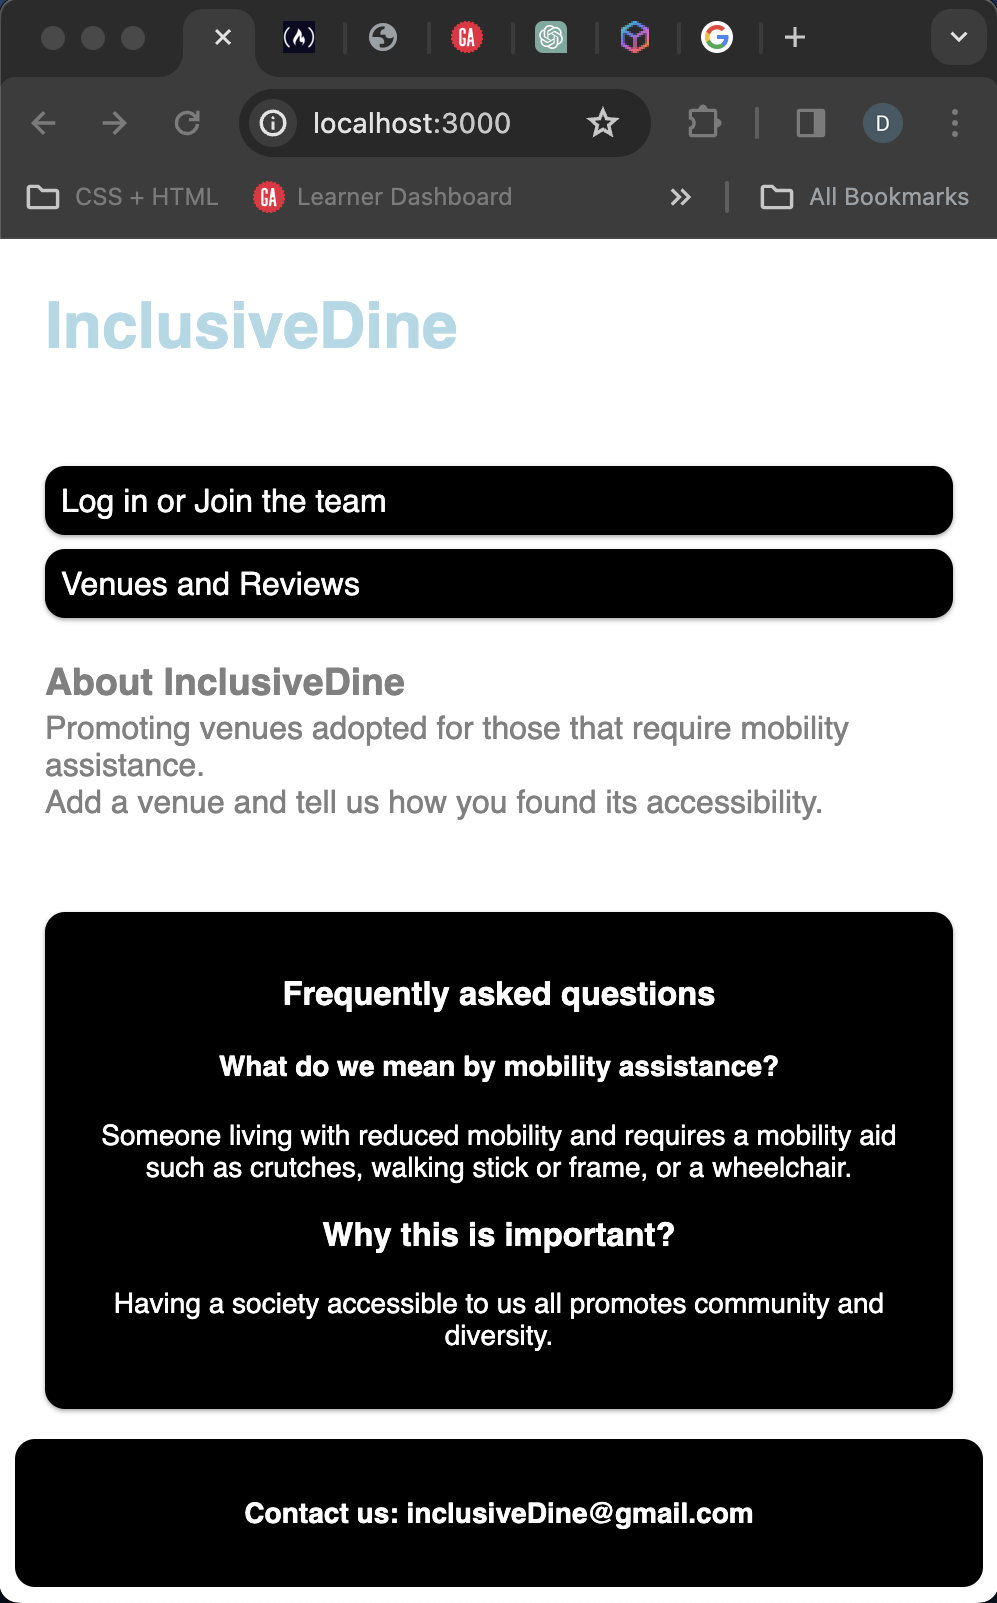 GA
localhost:3000
D
CSS + HTML
GA
Learner Dashboard
All Bookmarks
InclusiveDine
Log in or Join the team
Venues and Reviews
About InclusiveDine
Promoting venues adopted for those that require mobility
assistance.
Add a venue and tell us how you found its accessibility.
Frequently asked questions
What do we mean by mobility assistance?
Someone living with reduced mobility and requires a mobility aid
such as crutches, walking stick or frame, or a wheelchair.
Why this is important?
Having a society accessible to us all promotes community and
diversity.
Contact us: inclusiveDine@gmail.com